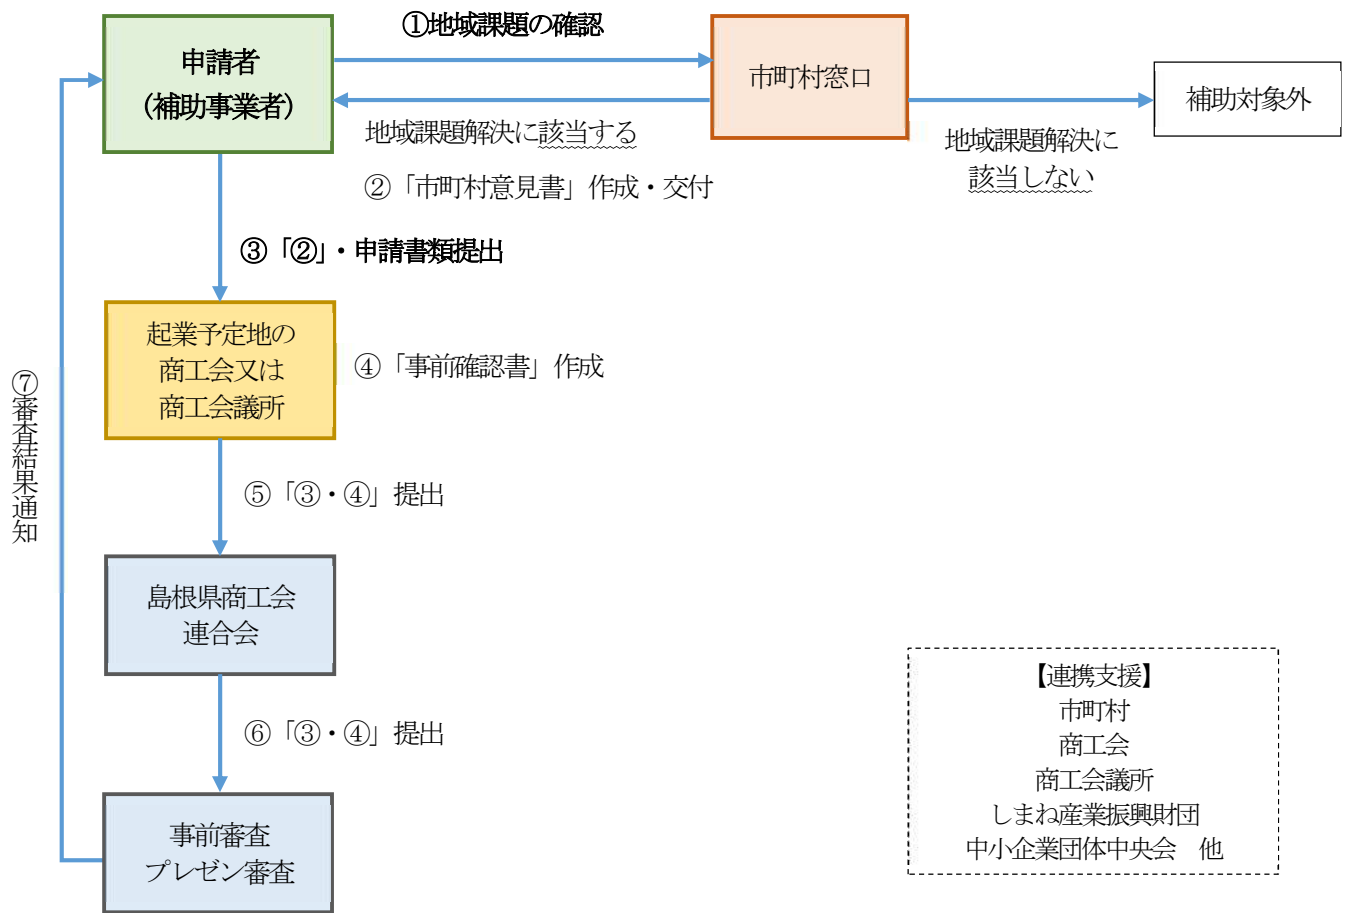 ①地域課題の確認
申請者
（補助事業者）
市町村窓口
補助対象外
地域課題解決に該当する
地域課題解決に
該当しない
②「市町村意見書」作成・交付
③「②」・申請書類提出
起業予定地の
商工会又は
商工会議所
④「事前確認書」作成
⑦審査結果通知
⑤「③・④」提出
島根県商工会
連合会
⑥「③・④」提出
事前審査
プレゼン審査
【連携支援】
市町村
商工会
商工会議所
しまね産業振興財団
中小企業団体中央会　他